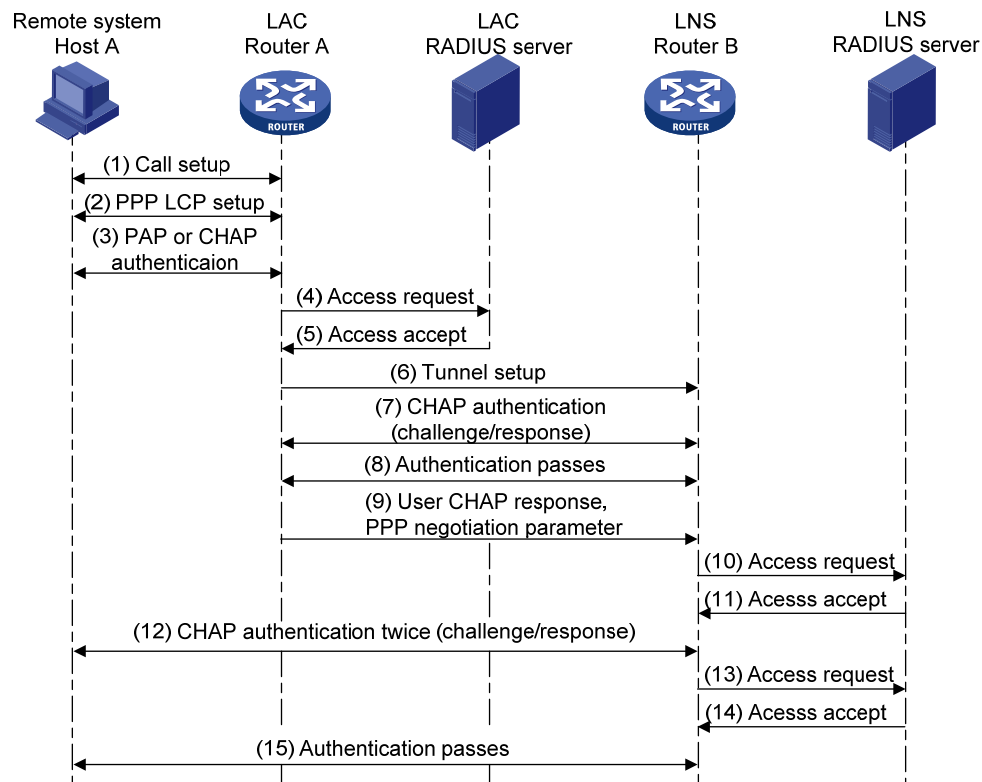 Remote system
Host A
LAC
Router A
LAC
RADIUS server
LNS
Router B
LNS
RADIUS server
ROUTER
ROUTER
(1) Call setup
(2) PPP LCP setup
(3) PAP or CHAP
authenticaion
(4) Access request
(5) Access accept
(6) Tunnel setup
(7) CHAP authentication
(challenge/response)
(8) Authentication passes
(9) User CHAP response,
PPP negotiation parameter
(10) Access request
(11) Acesss accept
(12) CHAP authentication twice (challenge/response)
(13) Access request
(14) Acesss accept
(15) Authentication passes